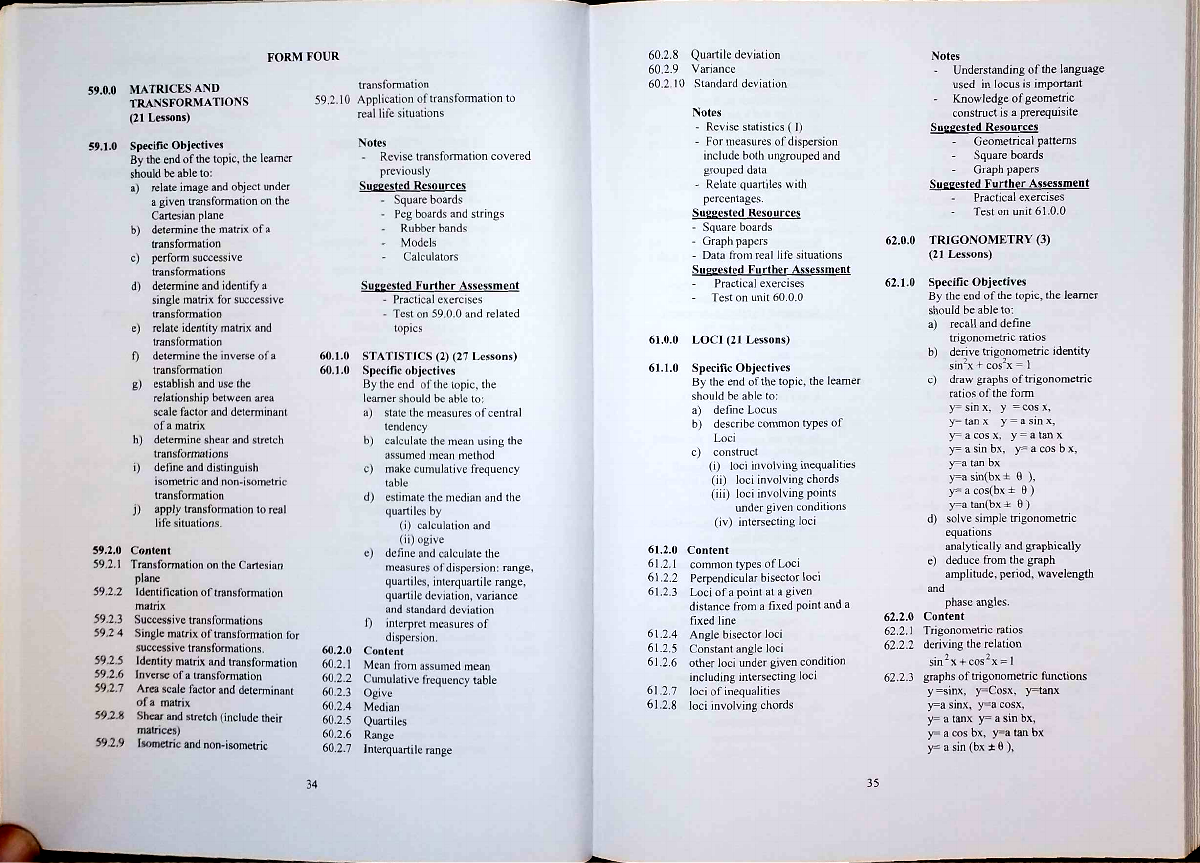 FORM FOUR
59.0.0 MATRICES AND
TRANSFORMATIONS
(21 Lessons)
59.1.0 Specific Objectives
By the end of the topic, the learner
should be able to:
a) relate image and object under
a given transformation on the
Cartesian plane
b) determine the matrix of a
transformation
c) perform successive
transformations
d) determine and identify a
single matrix for successive
transformation
e) relate identity matrix and
transformation
f) determine the inverse of a
transformation
g) establish and use the
relationship between area
scale factor and determinant
of a matrix
h) determine shear and stretch
transformations
i) define and distinguish
isometric and non-isometric
transformation
j) apply transformation to real
life situations.
59.2.0 Content
59.2.1 Transformation on the Cartesian
plane
59.2.2 Identification of transformation
matrix
59.2.3 Successive transformations
59.2 4 Single matrix of transformation for
successive transformations.
59.2.5 Identity matrix and transformation
59.2.6 Inverse of a transformation
59.2.7 Area scale factor and determinant
of a matrix
59.2.8 Shear and stretch (include their
matrices)
59.2.9 Isometric and non-isometric
transformation
59.2.10 Application of transformation to
real life situations
Notes
- Revise transformation covered
previously
Suggested Resources
- Square boards
- Peg boards and strings
- Rubber bands
- Models
- Calculators
Suggested Further Assessment
- Practical exercises
- Test on 59.0.0 and related
topics
60.1.0 STATISTICS (2) (27 Lessons)
60.1.0 Specific objectives
By the end of the topic, the
learner should be able to:
a) state the measures of central
tendency
b) calculate the mean using the
assumed mean method
c) make cumulative frequency
table
d) estimate the median and the
quartiles by
(i) calculation and
(ii) ogive
e) define and calculate the
measures of dispersion: range,
quartiles, interquartile range,
quartile deviation, variance
and standard deviation
f) interpret measures of
dispersion.
60.2.0 Content
60.2.1 Mean from assumed mean
60.2.2 Cumulative frequency table
60.2.3 Ogive
60.2.4 Median
60.2.5 Quartiles
60.2.6 Range
60.2.7 Interquartile range
34
60.2.8 Quartile deviation
60.2.9 Variance
60.2.10 Standard deviation
Notes
- Revise statistics ( I)
- For measures of dispersion
include both ungrouped and
grouped data
- Relate quartiles with
percentages.
Suggested Resources
- Square boards
- Graph papers
- Data from real life situations
Suggested Further Assessment
- Practical exercises
- Test on unit 60.0.0
61.0.0 LOCI (21 Lessons)
61.1.0 Specific Objectives
By the end of the topic, the learner
should be able to:
a) define Locus
b) describe common types of
Loci
c) construct
(i) loci involving inequalities
(ii) loci involving chords
(iii) loci involving points
under given conditions
(iv) intersecting loci
61.2.0 Content
61.2.1 common types of Loci
61.2.2 Perpendicular bisector loci
61.2.3 Loci of a point at a given
distance from a fixed point and a
fixed line
61.2.4 Angle bisector loci
61.2.5 Constant angle loci
61.2.6 other loci under given condition
including intersecting loci
61.2.7 loci of inequalities
61.2.8 loci involving chords
Notes
- Understanding of the language
used in locus is important
- Knowledge of geometric
construct is a prerequisite
Suggested Resources
- Geometrical patterns
- Square boards
- Graph papers
Suggested Further Assessment
- Practical exercises
- Test on unit 61.0.0
62.0.0 TRIGONOMETRY (3)
(21 Lessons)
62.1.0 Specific Objectives
By the end of the topic, the learner
should be able to:
a) recall and define
trigonometric ratios
b) derive trigonometric identity
sin²x + cos²x = 1
c) draw graphs of trigonometric
ratios of the form
y= sin x, y = cos x,
y= tan x y = a sin x,
y= a cos x, y = a tan x
y= a sin bx, y= a cos b x,
y=a tan bx
y=a sin(bx ± θ ),
y= a cos(bx ± θ )
y=a tan(bx ± θ )
d) solve simple trigonometric
equations
analytically and graphically
e) deduce from the graph
amplitude, period, wavelength
and
phase angles.
62.2.0 Content
62.2.1 Trigonometric ratios
62.2.2 deriving the relation
sin²x + cos²x = 1
62.2.3 graphs of trigonometric functions
y =sinx, y=Cosx, y=tanx
y=a sinx, y=a cosx,
y= a tanx y= a sin bx,
y= a cos bx, y=a tan bx
y= a sin (bx ± θ ),
35